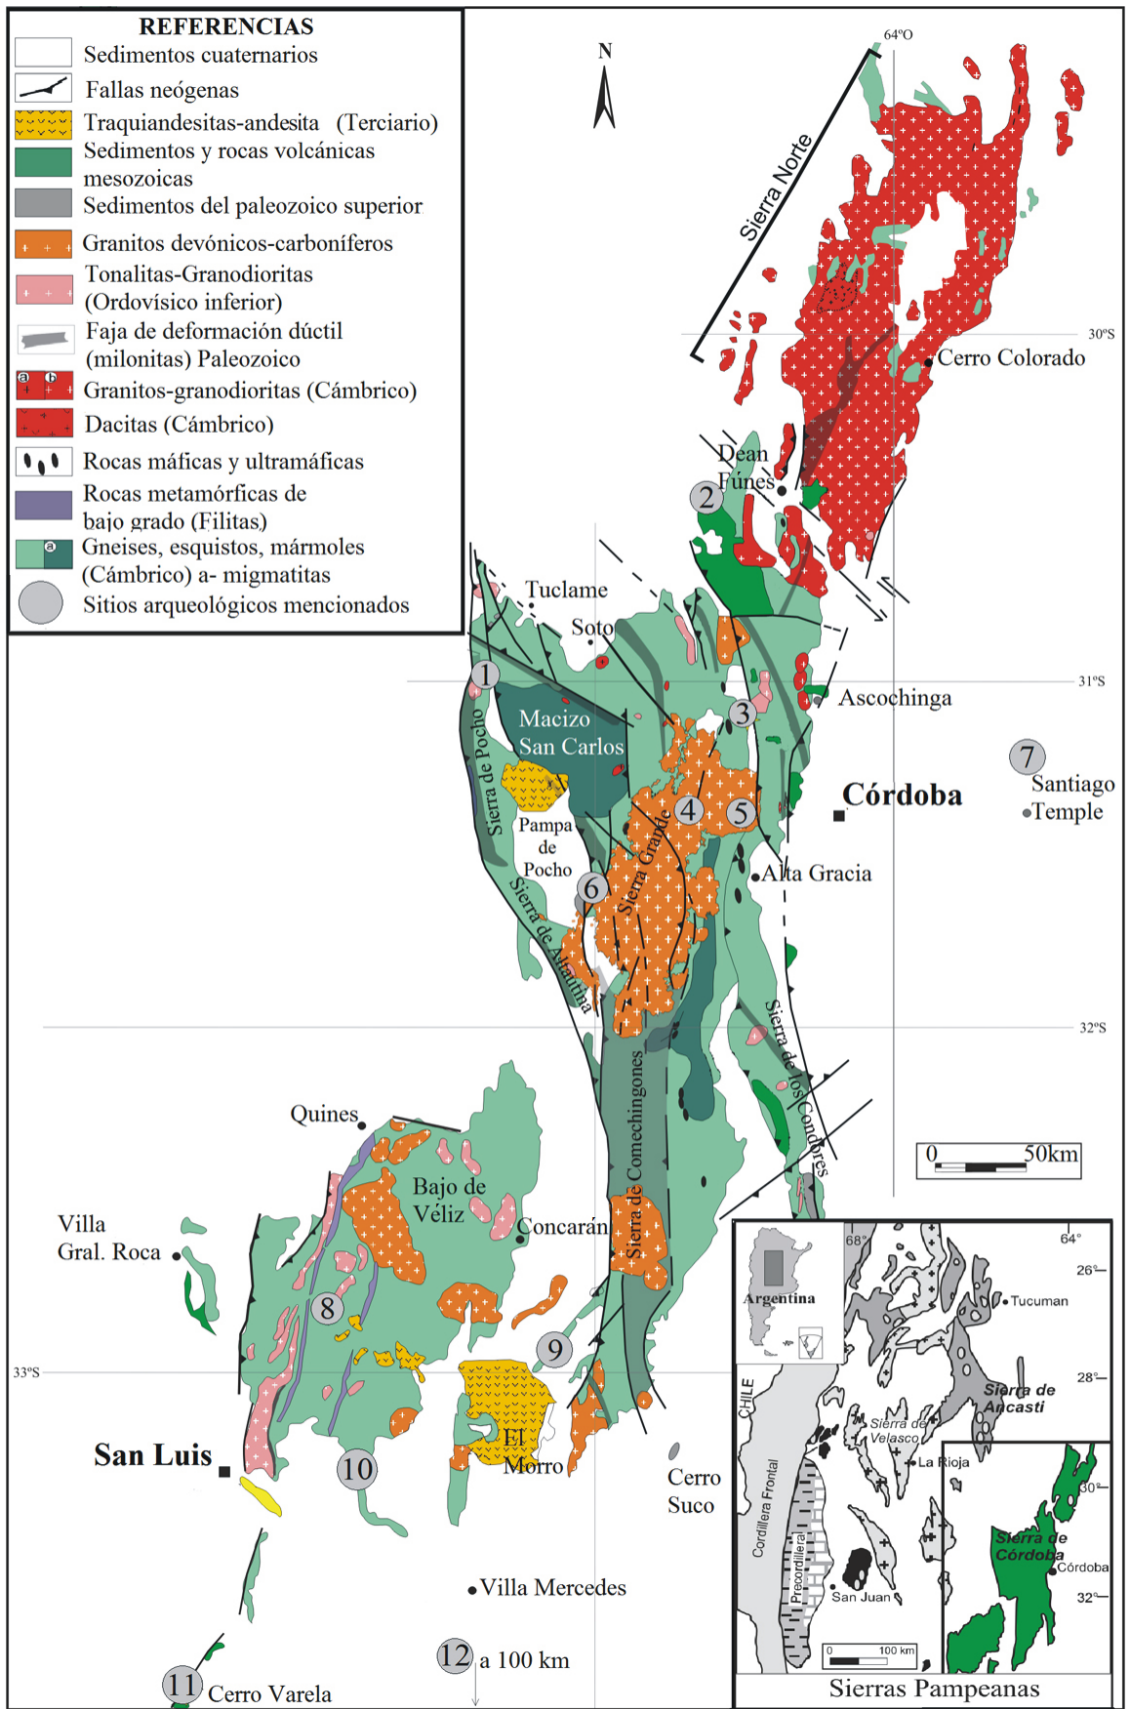 REFERENCIAS
Sedimentos cuaternarios
Fallas neógenas
Traquiandesitas-andesita (Terciario)
Sedimentos y rocas volcánicas
mesozoicas
Sedimentos del paleozoico superior
Granitos devónicos-carboníferos
Tonalitas-Granodioritas
(Ordovísico inferior)
Faja de deformación dúctil
(milonitas) Paleozoico
a b
Granitos-granodioritas (Cámbrico)
Dacitas (Cámbrico)
Rocas máficas y ultramáficas
Rocas metamórficas de
bajo grado (Filitas)
a
Gneises, esquistos, mármoles
(Cámbrico) a- migmatitas
Sitios arqueológicos mencionados
N
64ºO
Sierra Norte
30ºS
Cerro Colorado
Dean
Fúnes
2
Tuclame
Soto
1
31ºS
Ascochinga
3
Macizo
San Carlos
Sierra de Pocho
7
Santiago
Temple
Córdoba
4
5
Pampa
de
Pocho
Sierra Grande
6
Alta Gracia
Sierra de Altautina
32ºS
Sierra de los Condores
Sierra de Comechingones
Quines
0 50km
Bajo de
Véliz
Concarán
Villa
Gral. Roca
8
9
33ºS
El
Morro
San Luis
10
Cerro
Suco
Villa Mercedes
12
a 100 km
11
Cerro Varela
68°
64°
Argentina
26°
Tucuman
28°
CHILE
Sierra de
Ancasti
Sierra de
Velasco
La Rioja
Cordillera Frontal
Precordillera
30°
Sierra de
Córdoba
Córdoba
San Juan
32°
0 100 km
Sierras Pampeanas